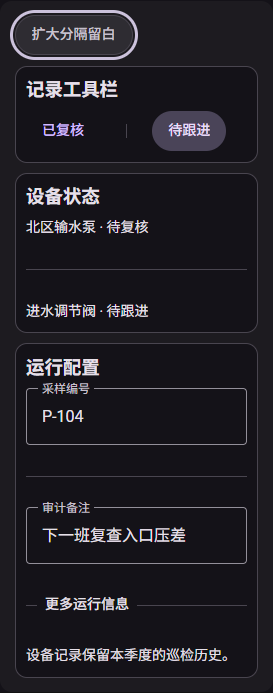 扩大分隔留白
记录工具栏
已复核
待跟进
设备状态
北区输水泵 · 待复核
进水调节阀 · 待跟进
运行配置
采样编号
P-104
审计备注
下一班复查入口压差
更多运行信息
设备记录保留本季度的巡检历史。